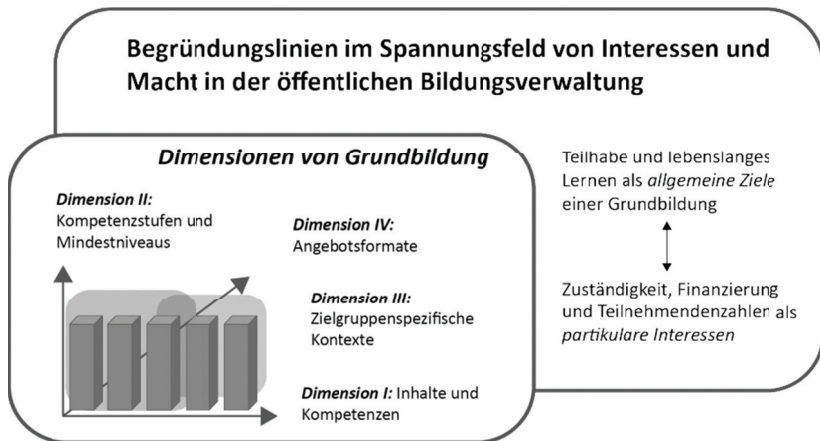 Begründungslinien im Spannungsfeld von Interessen und
Macht in der öffentlichen Bildungsverwaltung
Dimensionen von Grundbildung
Dimension II:
Kompetenzstufen und
Mindestniveaus
Dimension IV:
Angebotsformate
Dimension III:
Zielgruppenspezifische
Kontexte
Dimension I: Inhalte und
Kompetenzen
Teilhabe und lebenslanges
Lernen als allgemeine Ziele
einer Grundbildung
Zuständigkeit, Finanzierung
und Teilnehmendenzahlen als
partikulare Interessen